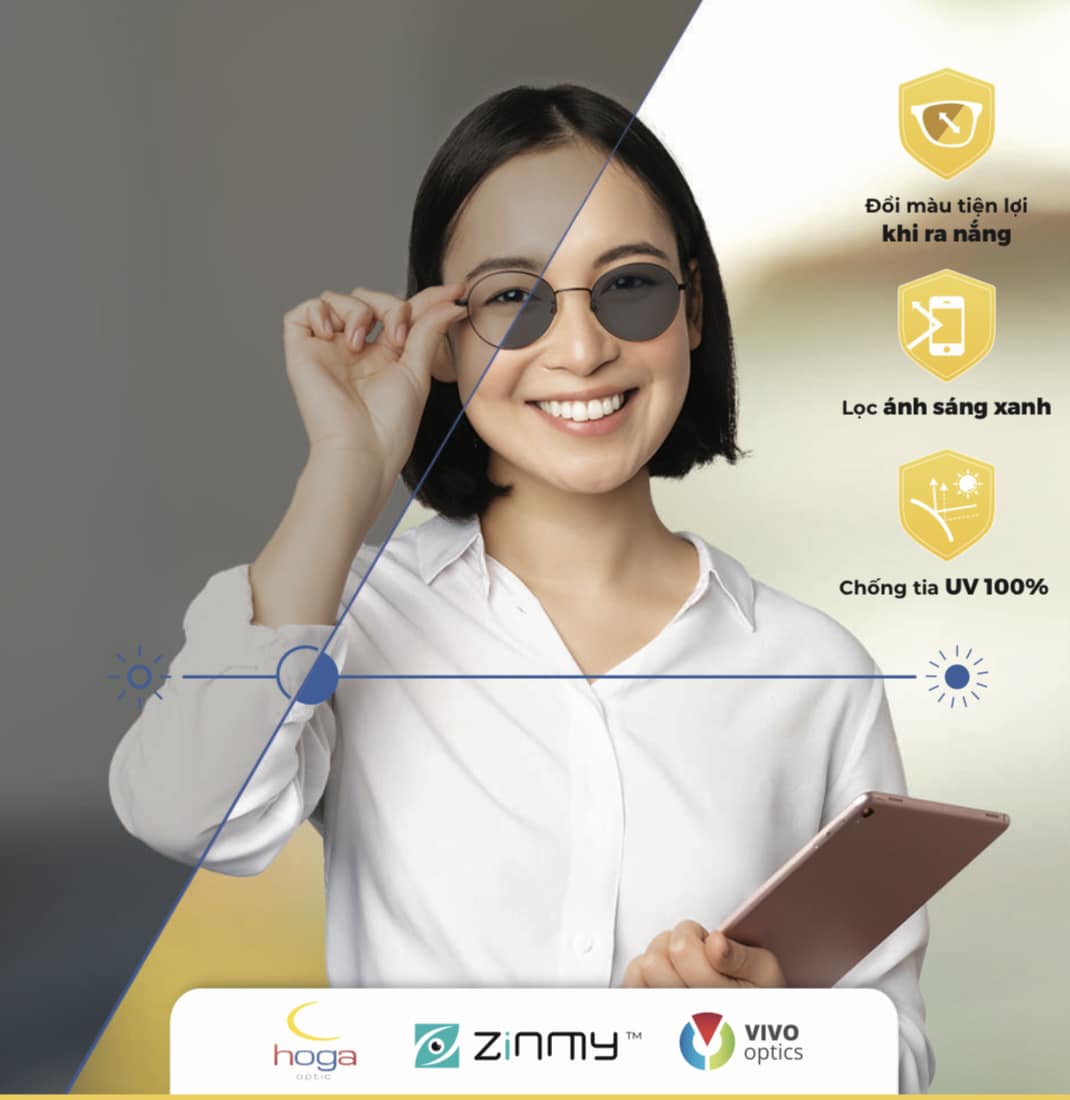 Đổi màu tiện lợi
khi ra nắng
Lọc ánh sáng xanh
Chống tia UV 100%
hoga
optic
zinmy™
VIVO
optics